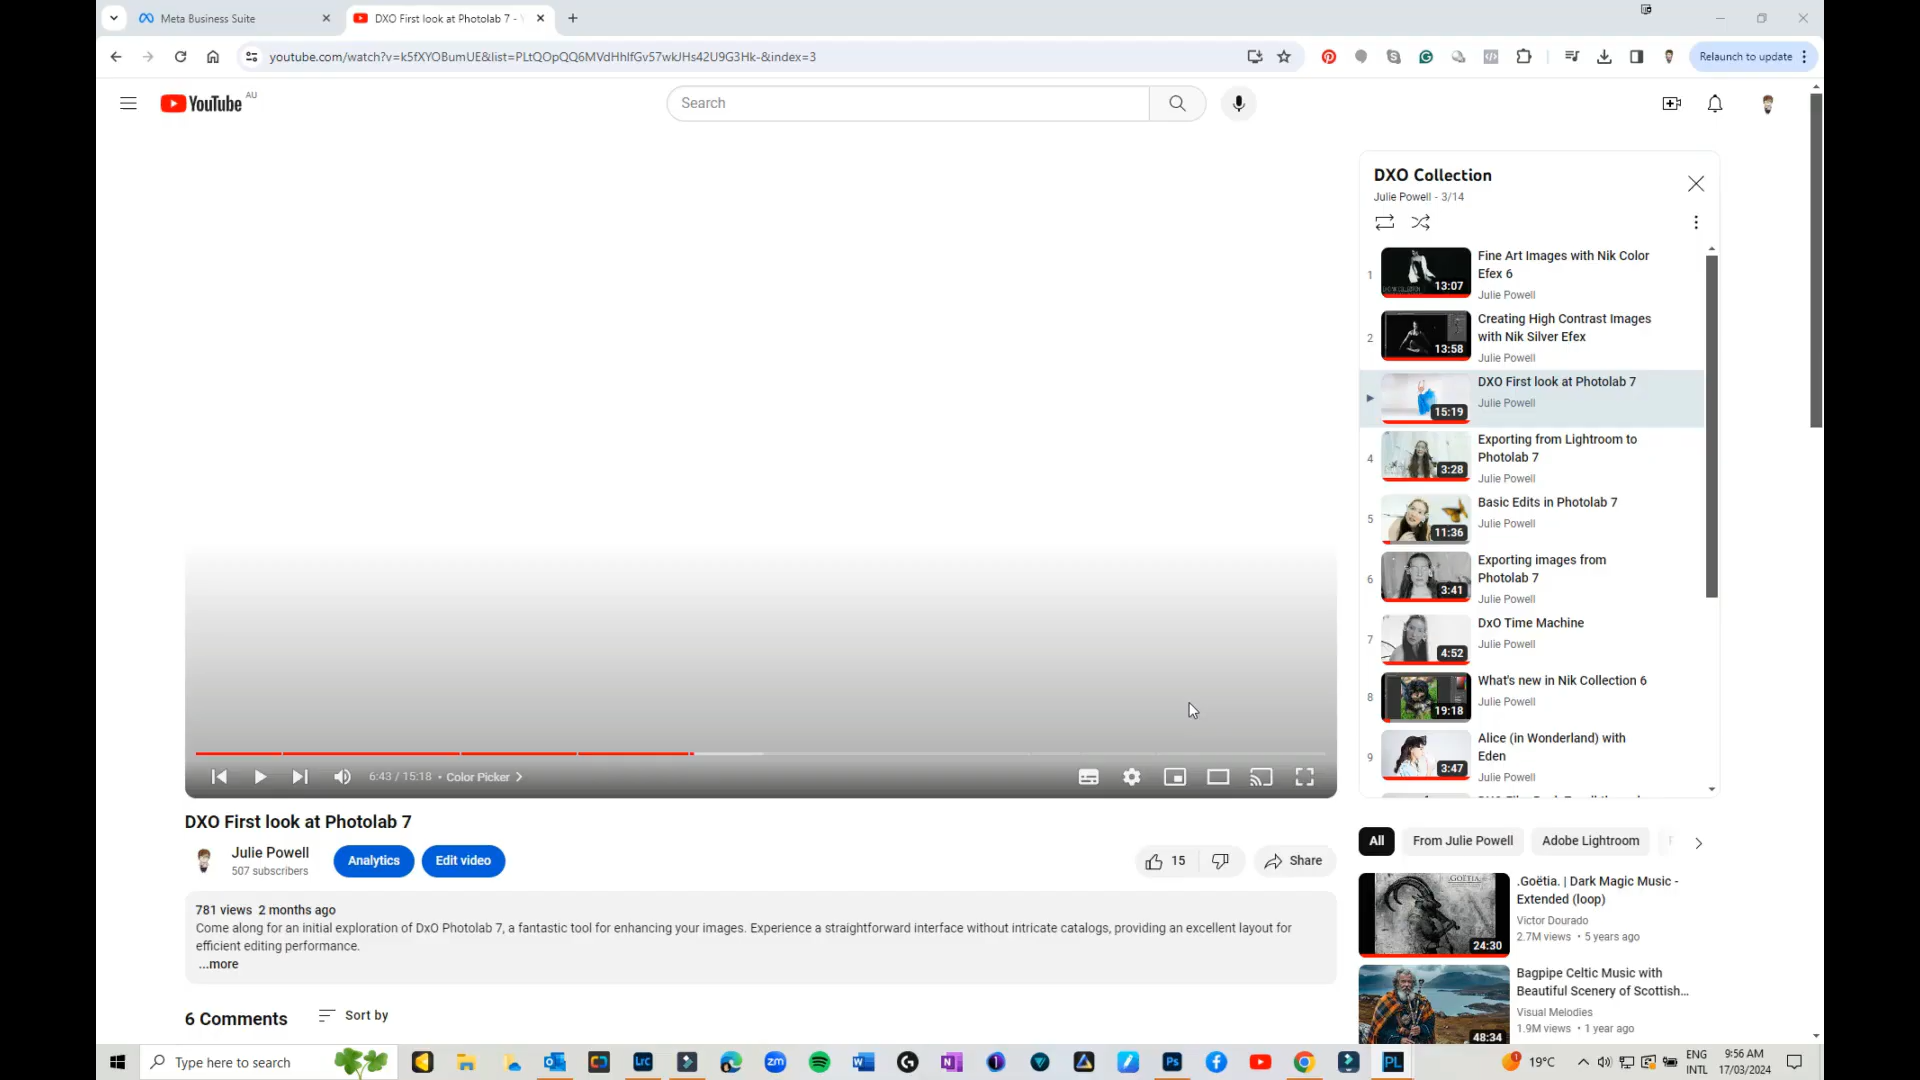 Meta Business Suite
DXO First look at Photolab 7 -
youtube.com/watch?v=k5fXYOBumUE&list=PLtQOpQQ6MVdHhlfGv57wkJHs42U9G3Hk-&index=3
Relaunch to update
YouTube AU
Search
DXO Collection
Julie Powell - 3/14
1
13:07
Fine Art Images with Nik Color
Efex 6
Julie Powell
2
13:58
Creating High Contrast Images
with Nik Silver Efex
Julie Powell
15:19
DXO First look at Photolab 7
Julie Powell
4
3:28
Exporting from Lightroom to
Photolab 7
Julie Powell
5
11:36
Basic Edits in Photolab 7
Julie Powell
6
3:41
Exporting images from
Photolab 7
Julie Powell
7
4:52
DxO Time Machine
Julie Powell
8
19:18
What's new in Nik Collection 6
Julie Powell
9
3:47
Alice (in Wonderland) with
Eden
Julie Powell
6:43 / 15:18 • Color Picker
DXO First look at Photolab 7
Julie Powell
507 subscribers
Analytics
Edit video
15
Share
781 views 2 months ago
Come along for an initial exploration of DxO Photolab 7, a fantastic tool for enhancing your images. Experience a straightforward interface without intricate catalogs, providing an excellent layout for
efficient editing performance.
...more
6 Comments
Sort by
All
From Julie Powell
Adobe Lightroom
GOETIA
24:30
.Goëtia. | Dark Magic Music -
Extended (loop)
Victor Dourado
2.7M views • 5 years ago
48:34
Bagpipe Celtic Music with
Beautiful Scenery of Scottish...
Visual Melodies
1.9M views • 1 year ago
Type here to search
Lrc
zm
W
N
Ps
PL
1
19°C
ENG
INTL
9:56 AM
17/03/2024